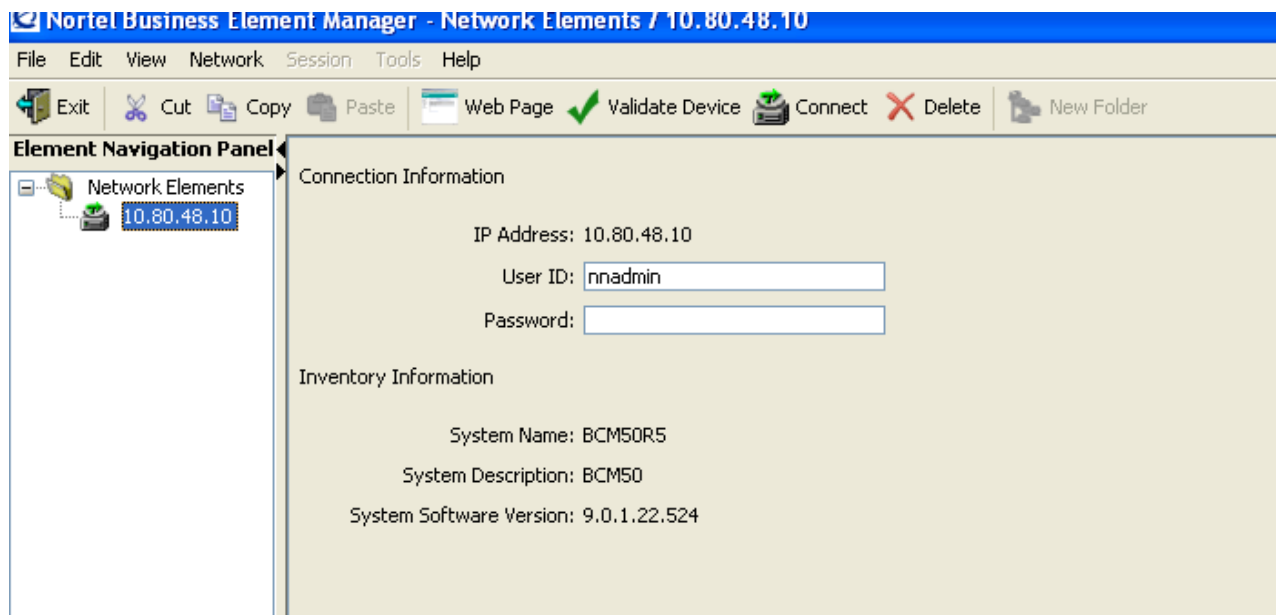 Nortel Business Element Manager - Network Elements / 10.80.48.10
File Edit View Network Session Tools Help
Exit Cut Copy Paste Web Page Validate Device Connect Delete New Folder
Element Navigation Panel
Network Elements
10.80.48.10
Connection Information
IP Address: 10.80.48.10
User ID: nnadmin
Password:
Inventory Information
System Name: BCM50R5
System Description: BCM50
System Software Version: 9.0.1.22.524